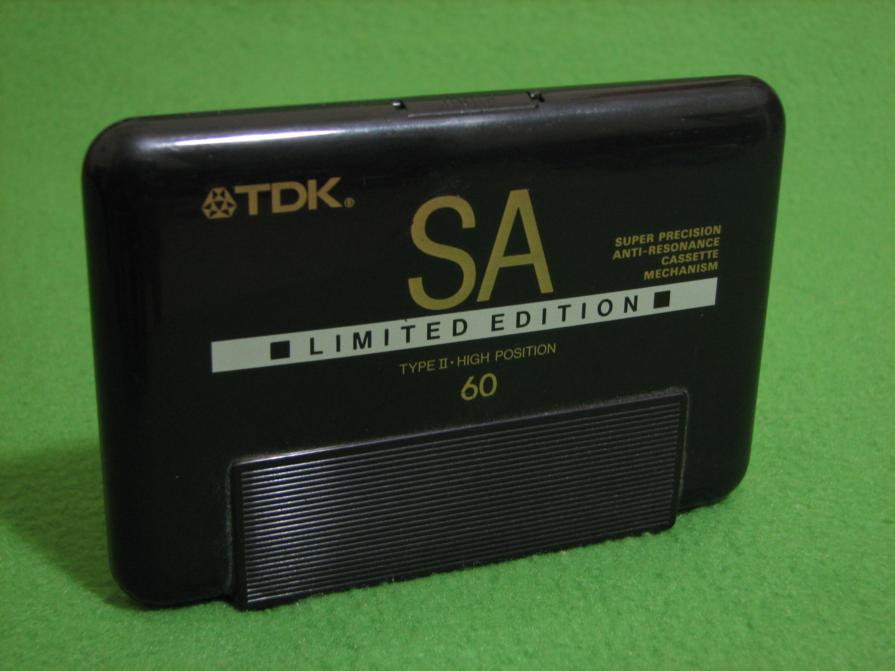 TDK®
SA
SUPER PRECISION
ANTI-RESONANCE
CASSETTE
MECHANISM
LIMITED EDITION
TYPE II·HIGH POSITION
60